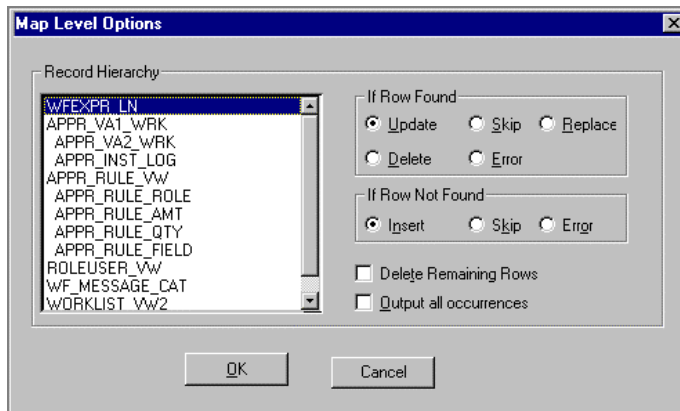 Map Level Options
Record Hierarchy
WFEXPR_LN
APPR_VA1_WRK
APPR_VA2_WRK
APPR_INST_LOG
APPR_RULE_VW
APPR_RULE_ROLE
APPR_RULE_AMT
APPR_RULE_QTY
APPR_RULE_FIELD
ROLEUSER_VW
WF_MESSAGE_CAT
WORKLIST_VW2
If Row Found
Update Skip Replace
Delete Error
If Row Not Found
Insert Skip Error
Delete Remaining Rows
Output all occurrences
OK Cancel